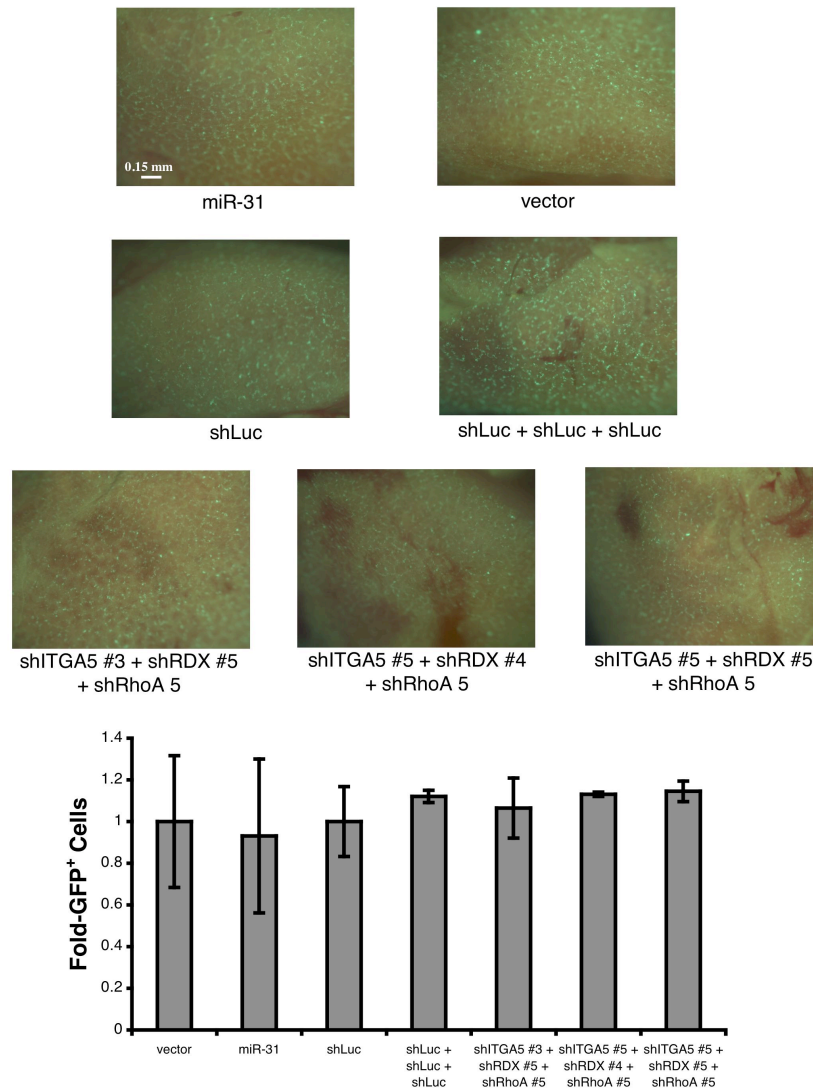 0.15 mm
miR-31
vector
shLuc
shLuc + shLuc + shLuc
shITGA5 #3 + shRDX #5
+ shRhoA 5
shITGA5 #5 + shRDX #4
+ shRhoA 5
shITGA5 #5 + shRDX #5
+ shRhoA 5
Fold-GFP⁺ Cells
1.4
1.2
1
0.8
0.6
0.4
0.2
0
vector
miR-31
shLuc
shLuc +
shLuc +
shLuc
shITGA5 #3 +
shRDX #5 +
shRhoA #5
shITGA5 #5 +
shRDX #4 +
shRhoA #5
shITGA5 #5 +
shRDX #5 +
shRhoA #5